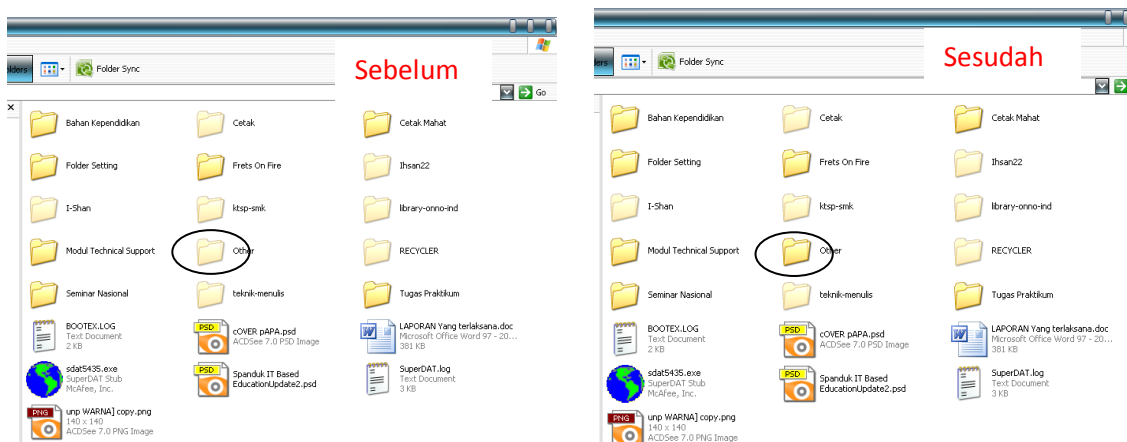 Sebelum
Folder Sync
Go
Bahan Kependidikan
Cetak
Cetak Mahat
Folder Setting
Frets On Fire
Ihsan22
I-Shan
ktsp-smk
library-onno-ind
Modul Technical Support
Other
RECYCLER
Seminar Nasional
teknik-menulis
Tugas Praktikum
BOOTEX.LOG
Text Document
2 KB
PSD
cOVER pAPA.psd
ACDSee 7.0 PSD Image
LAPORAN Yang terlaksana.doc
Microsoft Office Word 97 - 20...
381 KB
sdat5435.exe
SuperDAT Stub
McAfee, Inc.
PSD
Spanduk IT Based
EducationUpdate2.psd
SuperDAT.log
Text Document
3 KB
PNG
unp WARNA] copy.png
140 x 140
ACDSee 7.0 PNG Image
Sesudah
Folder Sync
Bahan Kependidikan
Cetak
Cetak Mahat
Folder Setting
Frets On Fire
Ihsan22
I-Shan
ktsp-smk
library-onno-ind
Modul Technical Support
Other
RECYCLER
Seminar Nasional
teknik-menulis
Tugas Praktikum
BOOTEX.LOG
Text Document
2 KB
PSD
cOVER pAPA.psd
ACDSee 7.0 PSD Image
LAPORAN Yang terlaksana.doc
Microsoft Office Word 97 - 20...
381 KB
sdat5435.exe
SuperDAT Stub
McAfee, Inc.
PSD
Spanduk IT Based
EducationUpdate2.psd
SuperDAT.log
Text Document
3 KB
PNG
unp WARNA] copy.png
140 x 140
ACDSee 7.0 PNG Image